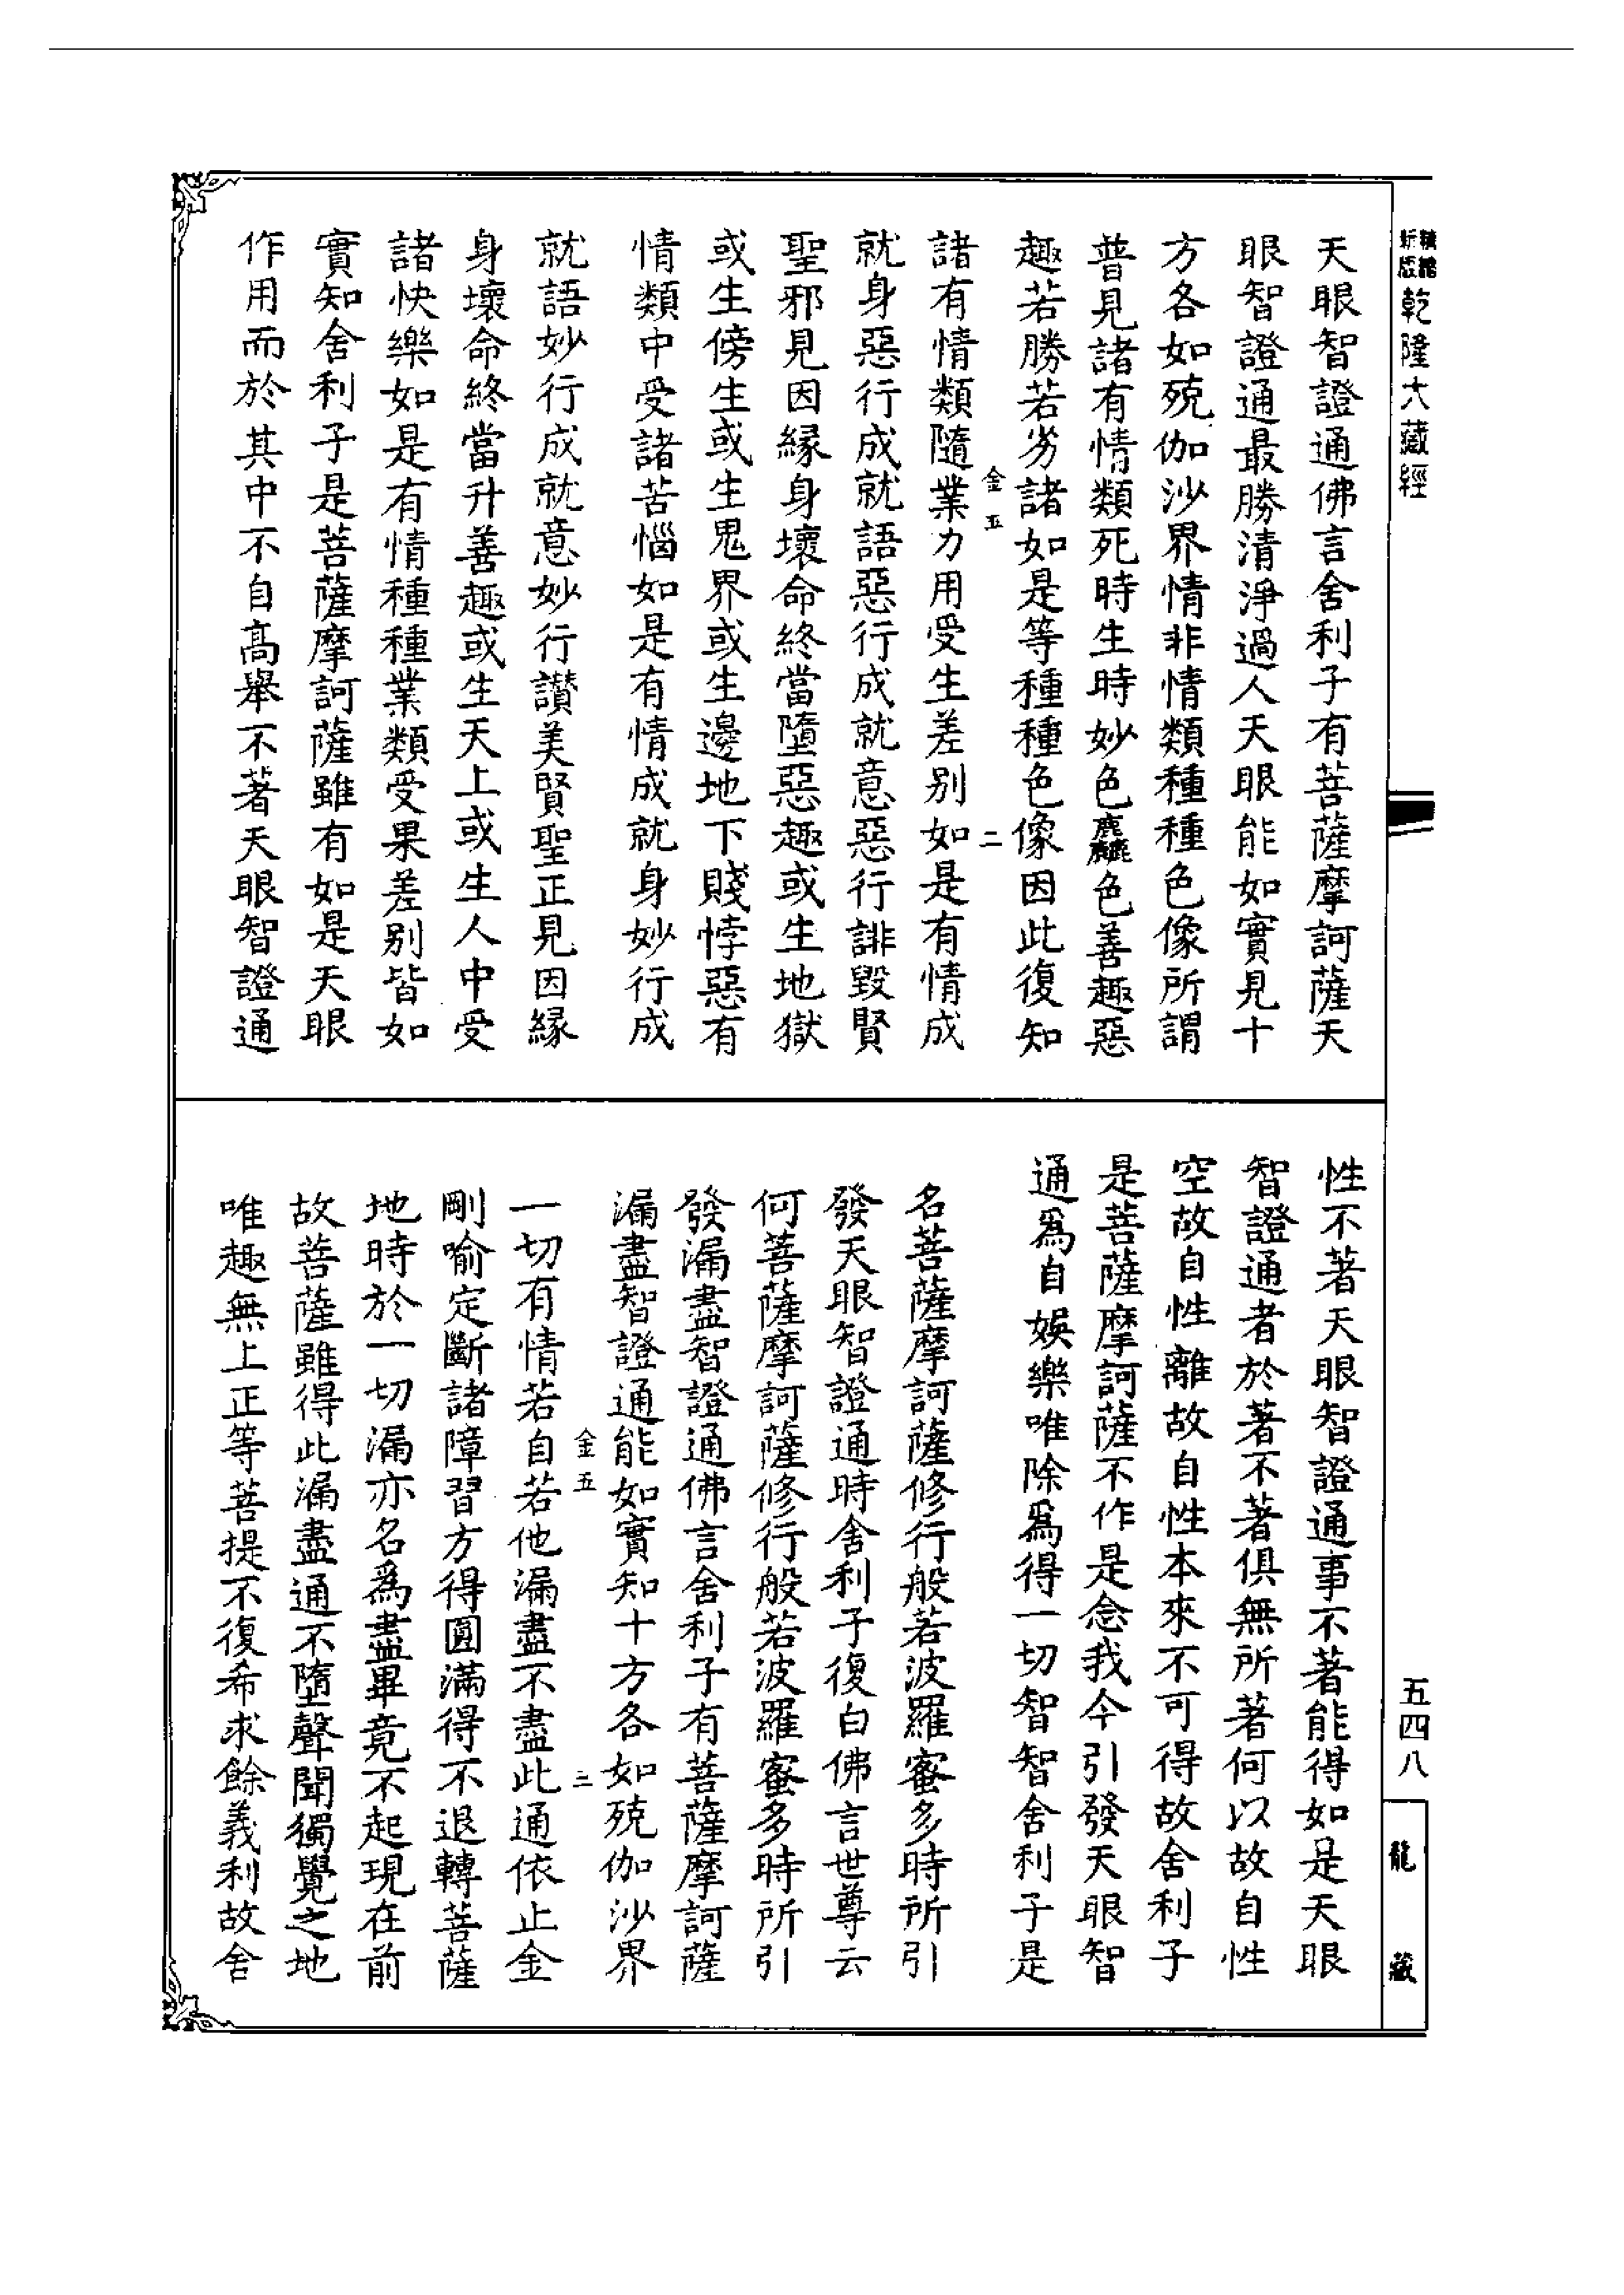 精縮新版乾隆大藏經
天眼智證通佛言舍利子有菩薩摩訶薩天
眼智證通最勝清淨過人天眼能如實見十
方各如殑伽沙界情非情類種種色像所謂
普見諸有情類死時生時妙色麤色善趣惡
趣若勝若劣諸如是等種種色像因此復知
金五 二
諸有情類隨業力用受生差別如是有情成
就身惡行成就語惡行成就意惡行誹毀賢
聖邪見因緣身壞命終當墮惡趣或生地獄
或生傍生或生鬼界或生邊地下賤悖惡有
情類中受諸苦惱如是有情成就身妙行成
就語妙行成就意妙行讚美賢聖正見因緣
身壞命終當升善趣或生天上或生人中受
諸快樂如是有情種種業類受果差別皆如
實知舍利子是菩薩摩訶薩雖有如是天眼
作用而於其中不自高舉不著天眼智證通
性不著天眼智證通事不著能得如是天眼
智證通者於著不著俱無所著何以故自性
空故自性離故自性本來不可得故舍利子
是菩薩摩訶薩不作是念我今引發天眼智
通爲自娛樂唯除爲得一切智智舍利子是
名菩薩摩訶薩修行般若波羅蜜多時所引
發天眼智證通時舍利子復白佛言世尊云
何菩薩摩訶薩修行般若波羅蜜多時所引
發漏盡智證通佛言舍利子有菩薩摩訶薩
漏盡智證通能如實知十方各如殑伽沙界
金五 三
一切有情若自若他漏盡不盡此通依止金
剛喻定斷諸障習方得圓滿得不退轉菩薩
地時於一切漏亦名爲盡畢竟不起現在前
故菩薩雖得此漏盡通不墮聲聞獨覺之地
唯趣無上正等菩提不復希求餘義利故舍
五四八
龍藏